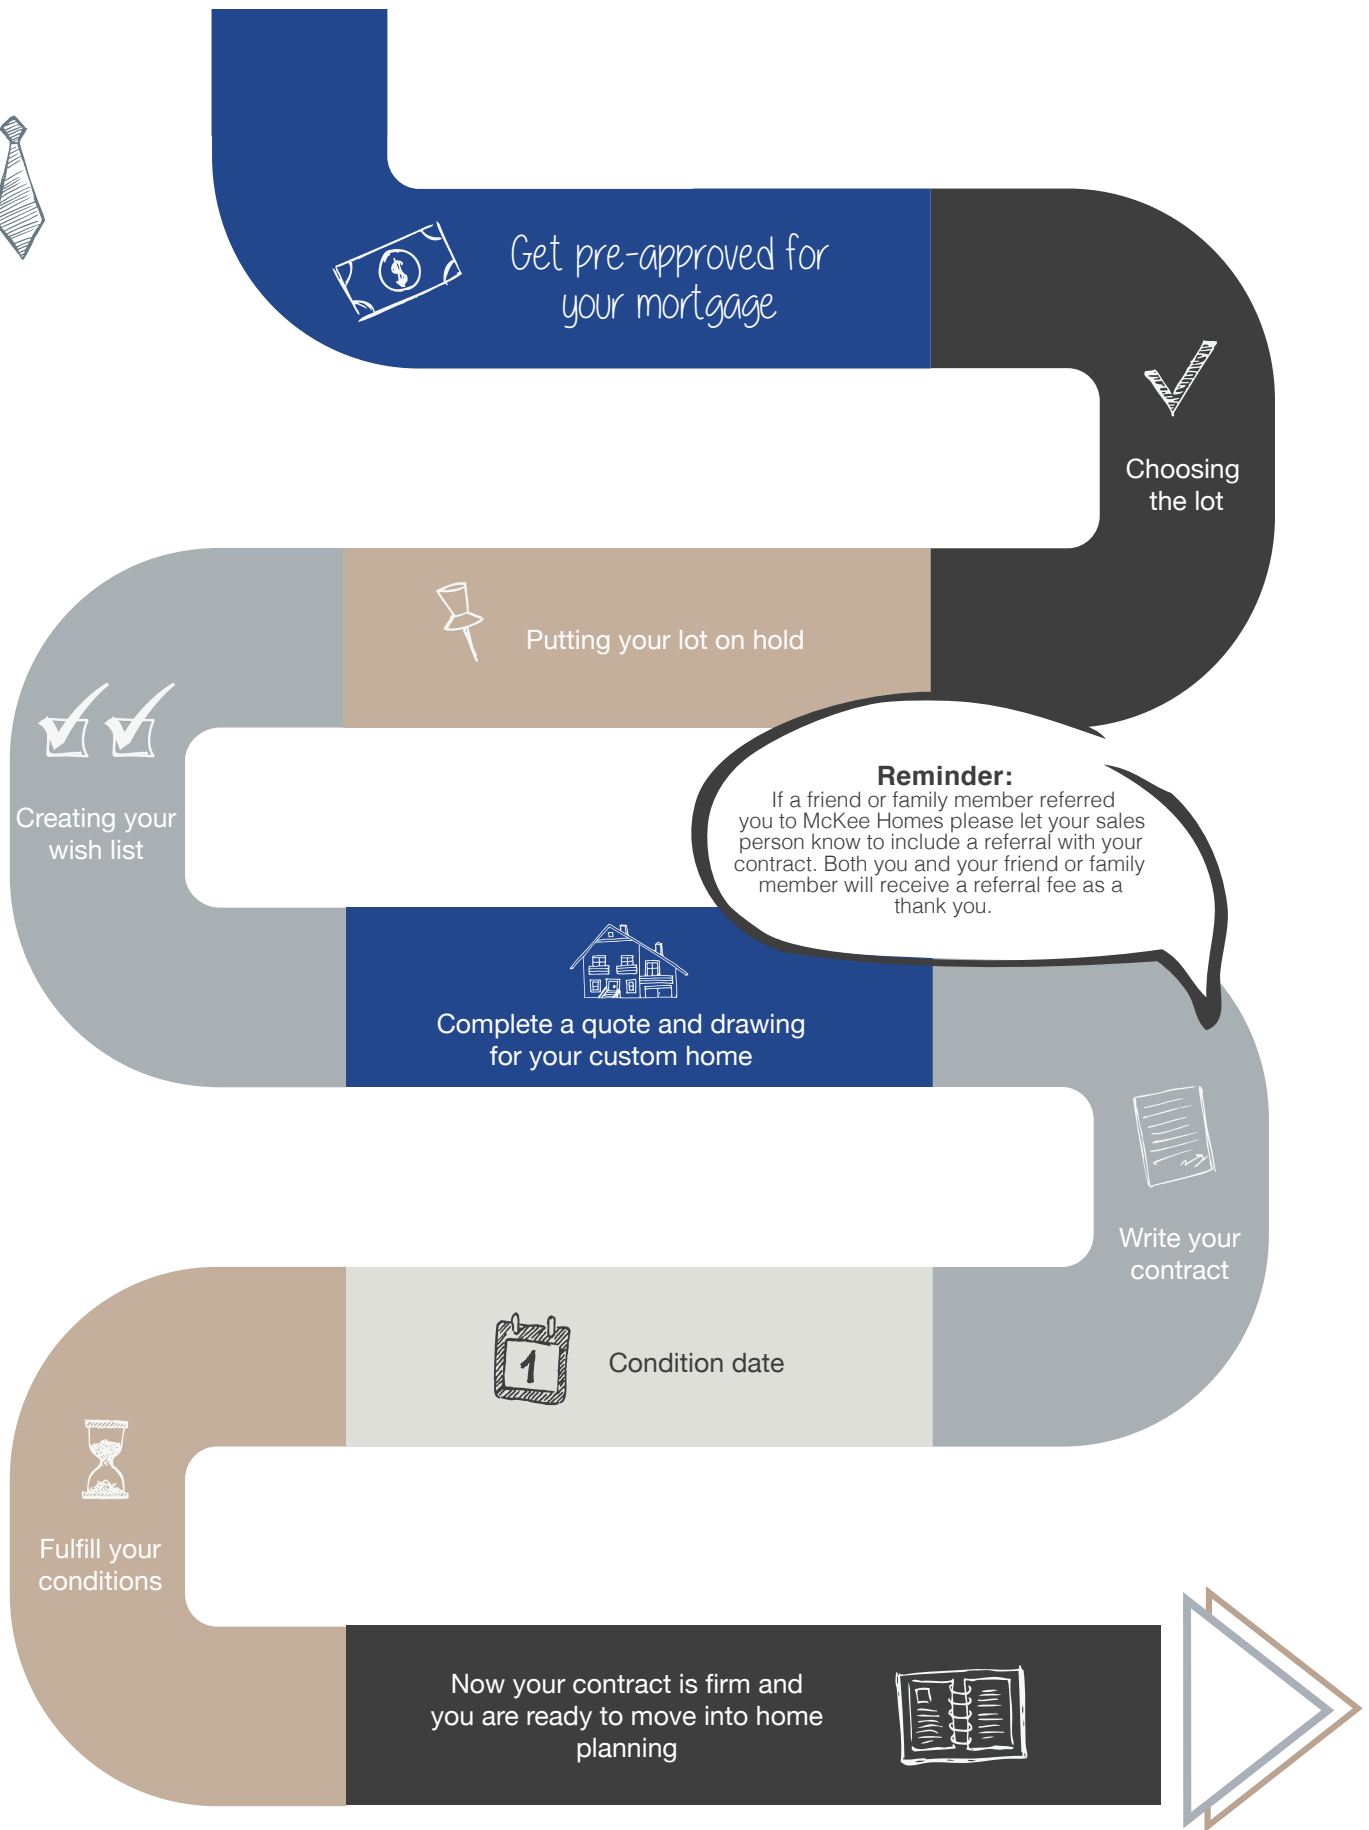 Get pre-approved for
your mortgage
Choosing
the lot
Putting your lot on hold
Creating your
wish list
Reminder:
If a friend or family member referred
you to McKee Homes please let your sales
person know to include a referral with your
contract. Both you and your friend or family
member will receive a referral fee as a
thank you.
Complete a quote and drawing
for your custom home
Write your
contract
1
Condition date
Fulfill your
conditions
Now your contract is firm and
you are ready to move into home
planning